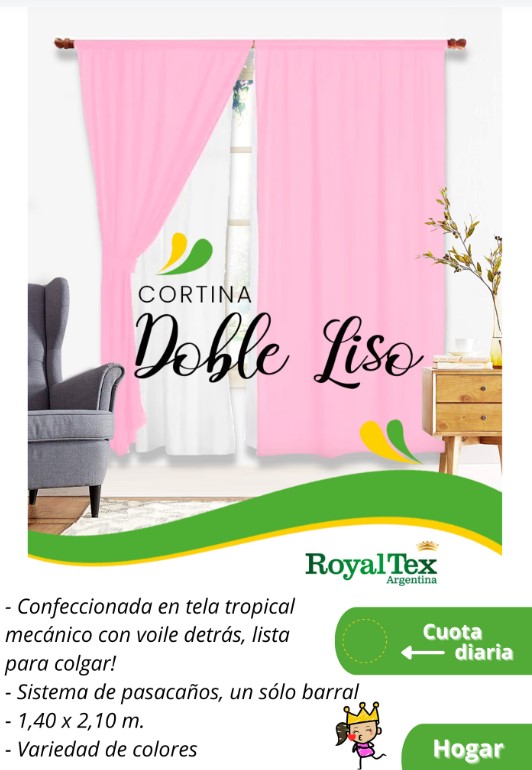 CORTINA
Doble Liso
RoyalTex
Argentina
- Confeccionada en tela tropical
mecánico con voile detrás, lista
para colgar!
- Sistema de pasacaños, un sólo barral
- 1,40 x 2,10 m.
- Variedad de colores
Cuota
diaria
Hogar